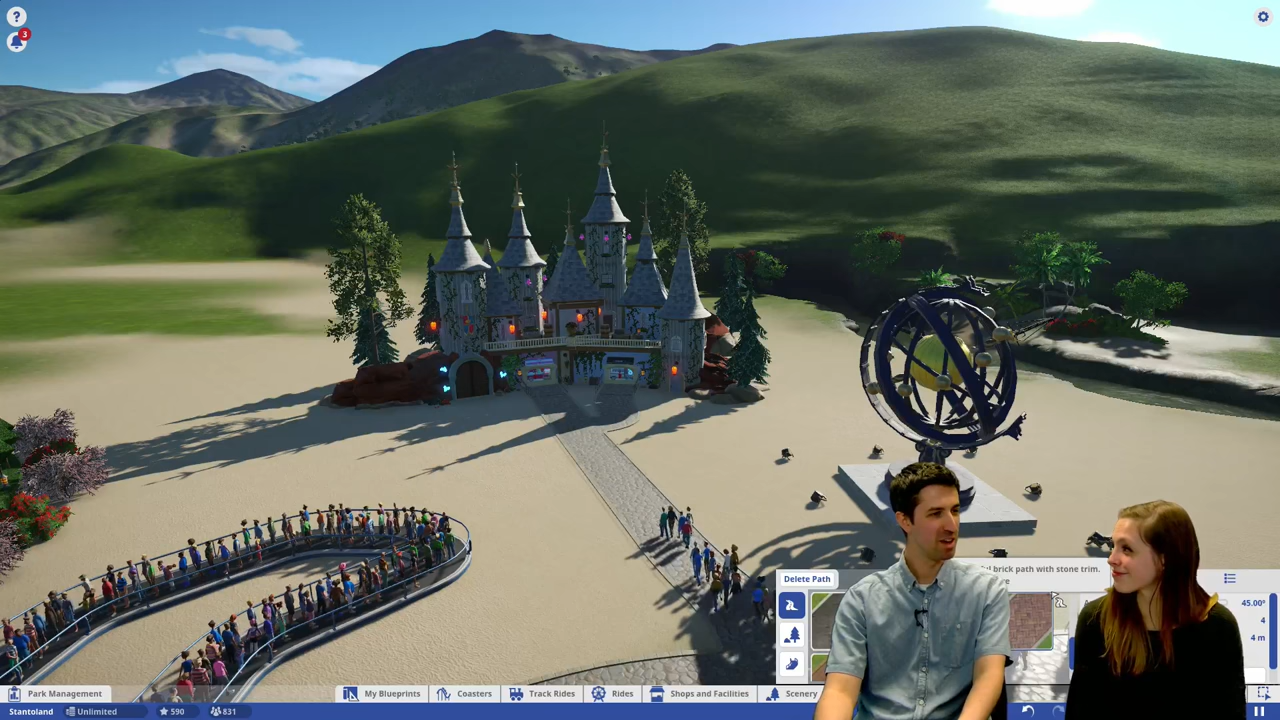 ?
3
Delete Path
brick path with stone trim.
45.00°
4
4 m
Park Management
My Blueprints
Coasters
Track Rides
Rides
Shops and Facilities
Scenery
Stantoland
Unlimited
590
831